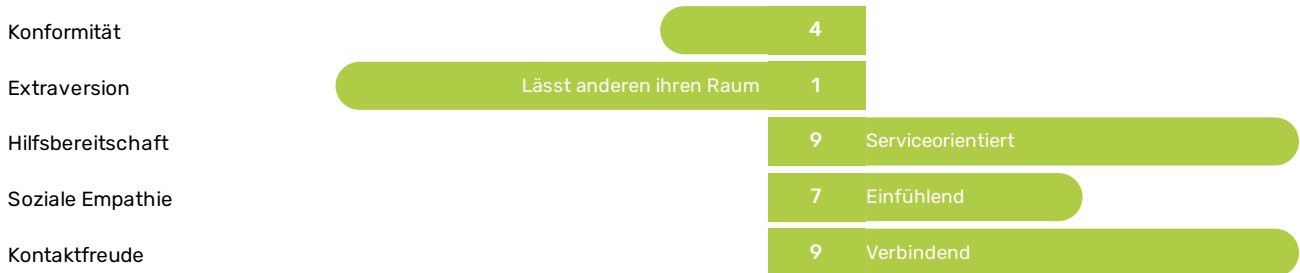 Konformität 4
Extraversion Lässt anderen ihren Raum 1
Hilfsbereitschaft 9 Serviceorientiert
Soziale Empathie 7 Einfühlend
Kontaktfreude 9 Verbindend